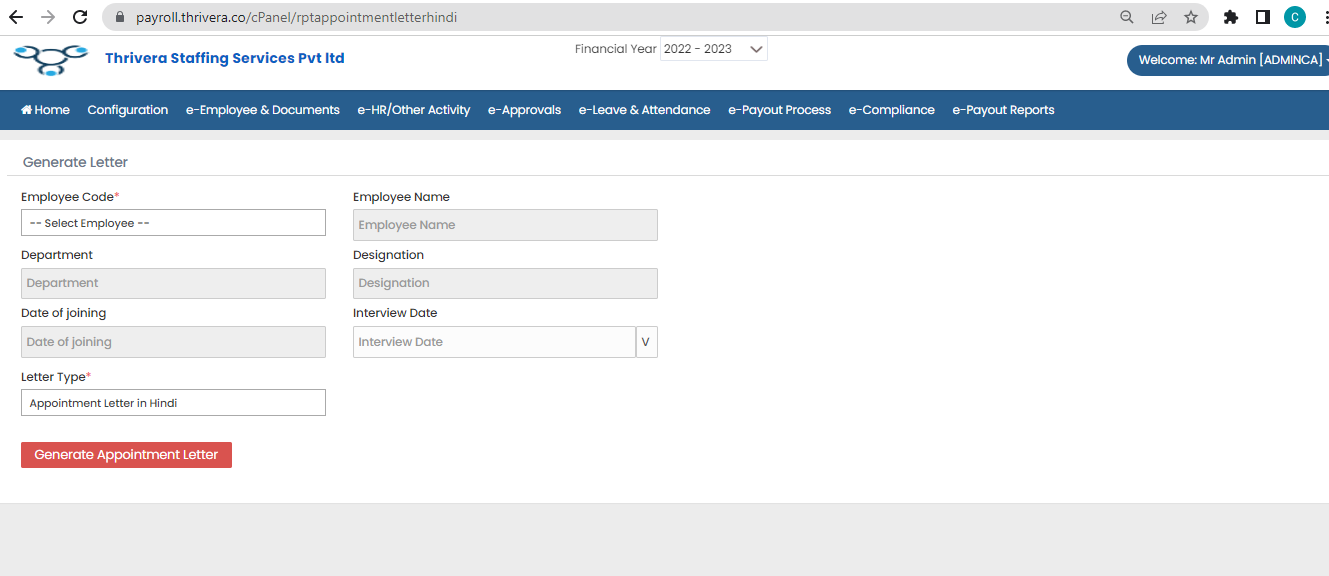 payroll.thrivera.co/cPanel/rptappointmentletterhindi
C
Thrivera Staffing Services Pvt ltd
Financial Year 2022 - 2023
Welcome: Mr Admin [ADMINCA]
Home Configuration e-Employee & Documents e-HR/Other Activity e-Approvals e-Leave & Attendance e-Payout Process e-Compliance e-Payout Reports
Generate Letter
Employee Code* Employee Name
-- Select Employee -- Employee Name
Department Designation
Department Designation
Date of joining Interview Date
Date of joining Interview Date V
Letter Type*
Appointment Letter in Hindi
Generate Appointment Letter